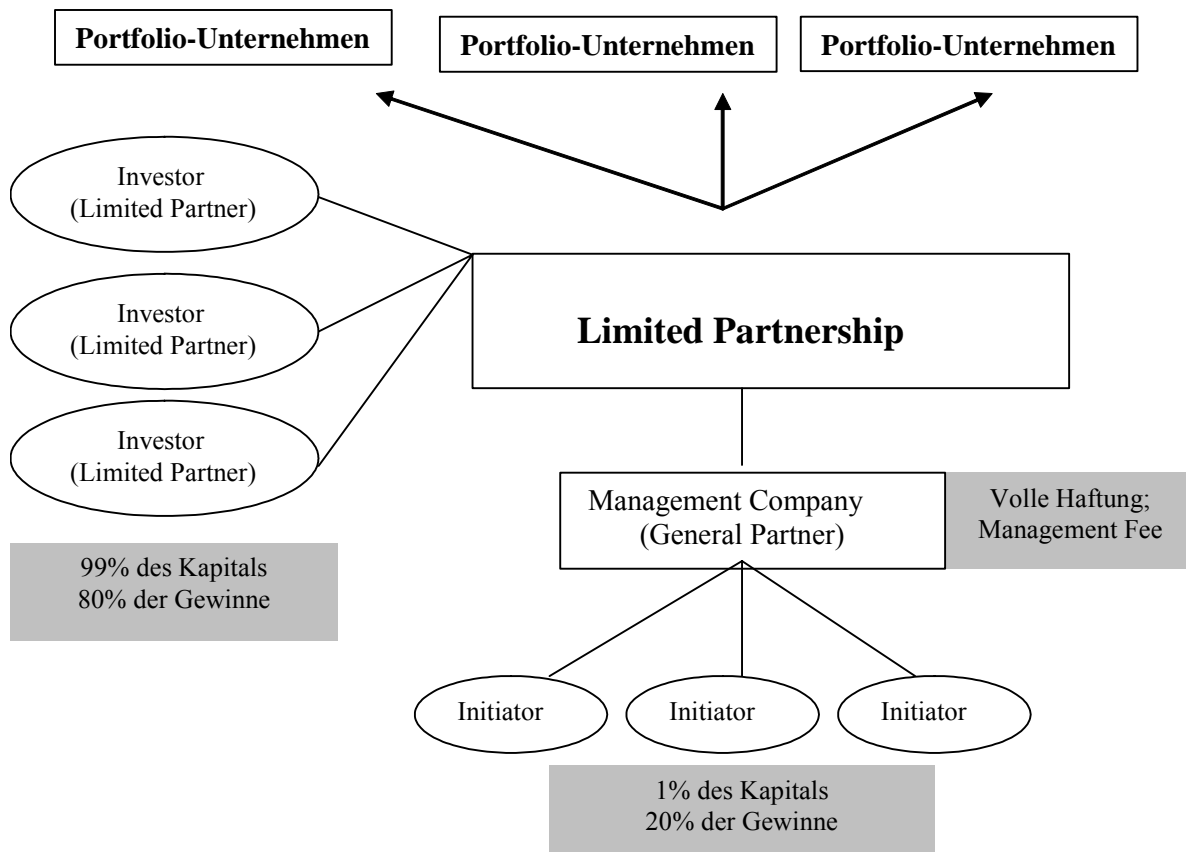 Portfolio-Unternehmen
Portfolio-Unternehmen
Portfolio-Unternehmen
Investor
(Limited Partner)
Investor
(Limited Partner)
Investor
(Limited Partner)
99% des Kapitals
80% der Gewinne
Limited Partnership
Management Company
(General Partner)
Volle Haftung;
Management Fee
Initiator
Initiator
Initiator
1% des Kapitals
20% der Gewinne